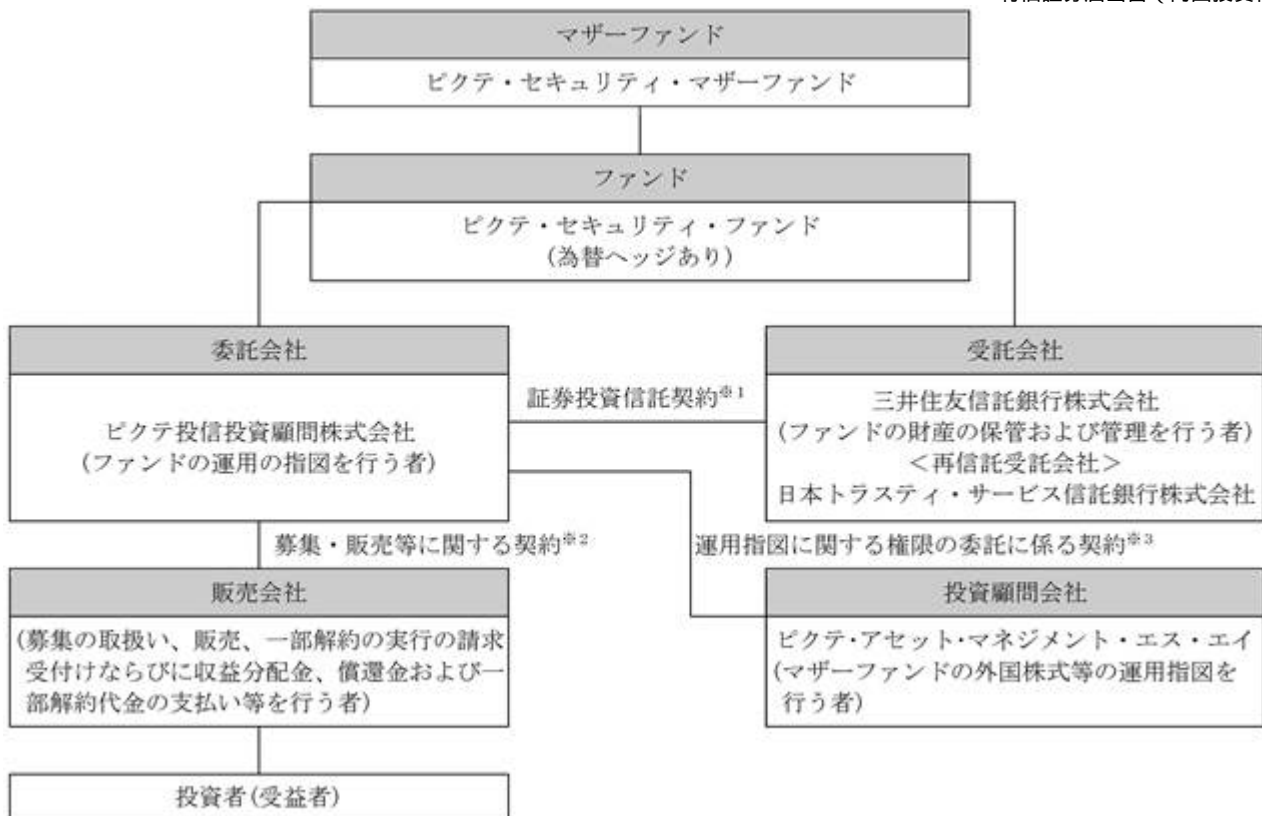 マザーファンド
ピクテ・セキュリティ・マザーファンド
ファンド
ピクテ・セキュリティ・ファンド
(為替ヘッジあり)
委託会社
ピクテ投信投資顧問株式会社
(ファンドの運用の指図を行う者)
証券投資信託契約※1
受託会社
三井住友信託銀行株式会社
(ファンドの財産の保管および管理を行う者)
<再信託受託会社>
日本トラスティ・サービス信託銀行株式会社
募集・販売等に関する契約※2
運用指図に関する権限の委託に係る契約※3
販売会社
(募集の取扱い、販売、一部解約の実行の請求
受付けならびに収益分配金、償還金および一
部解約代金の支払い等を行う者)
投資顧問会社
ピクテ・アセット・マネジメント・エス・エイ
(マザーファンドの外国株式等の運用指図を
行う者)
投資者(受益者)